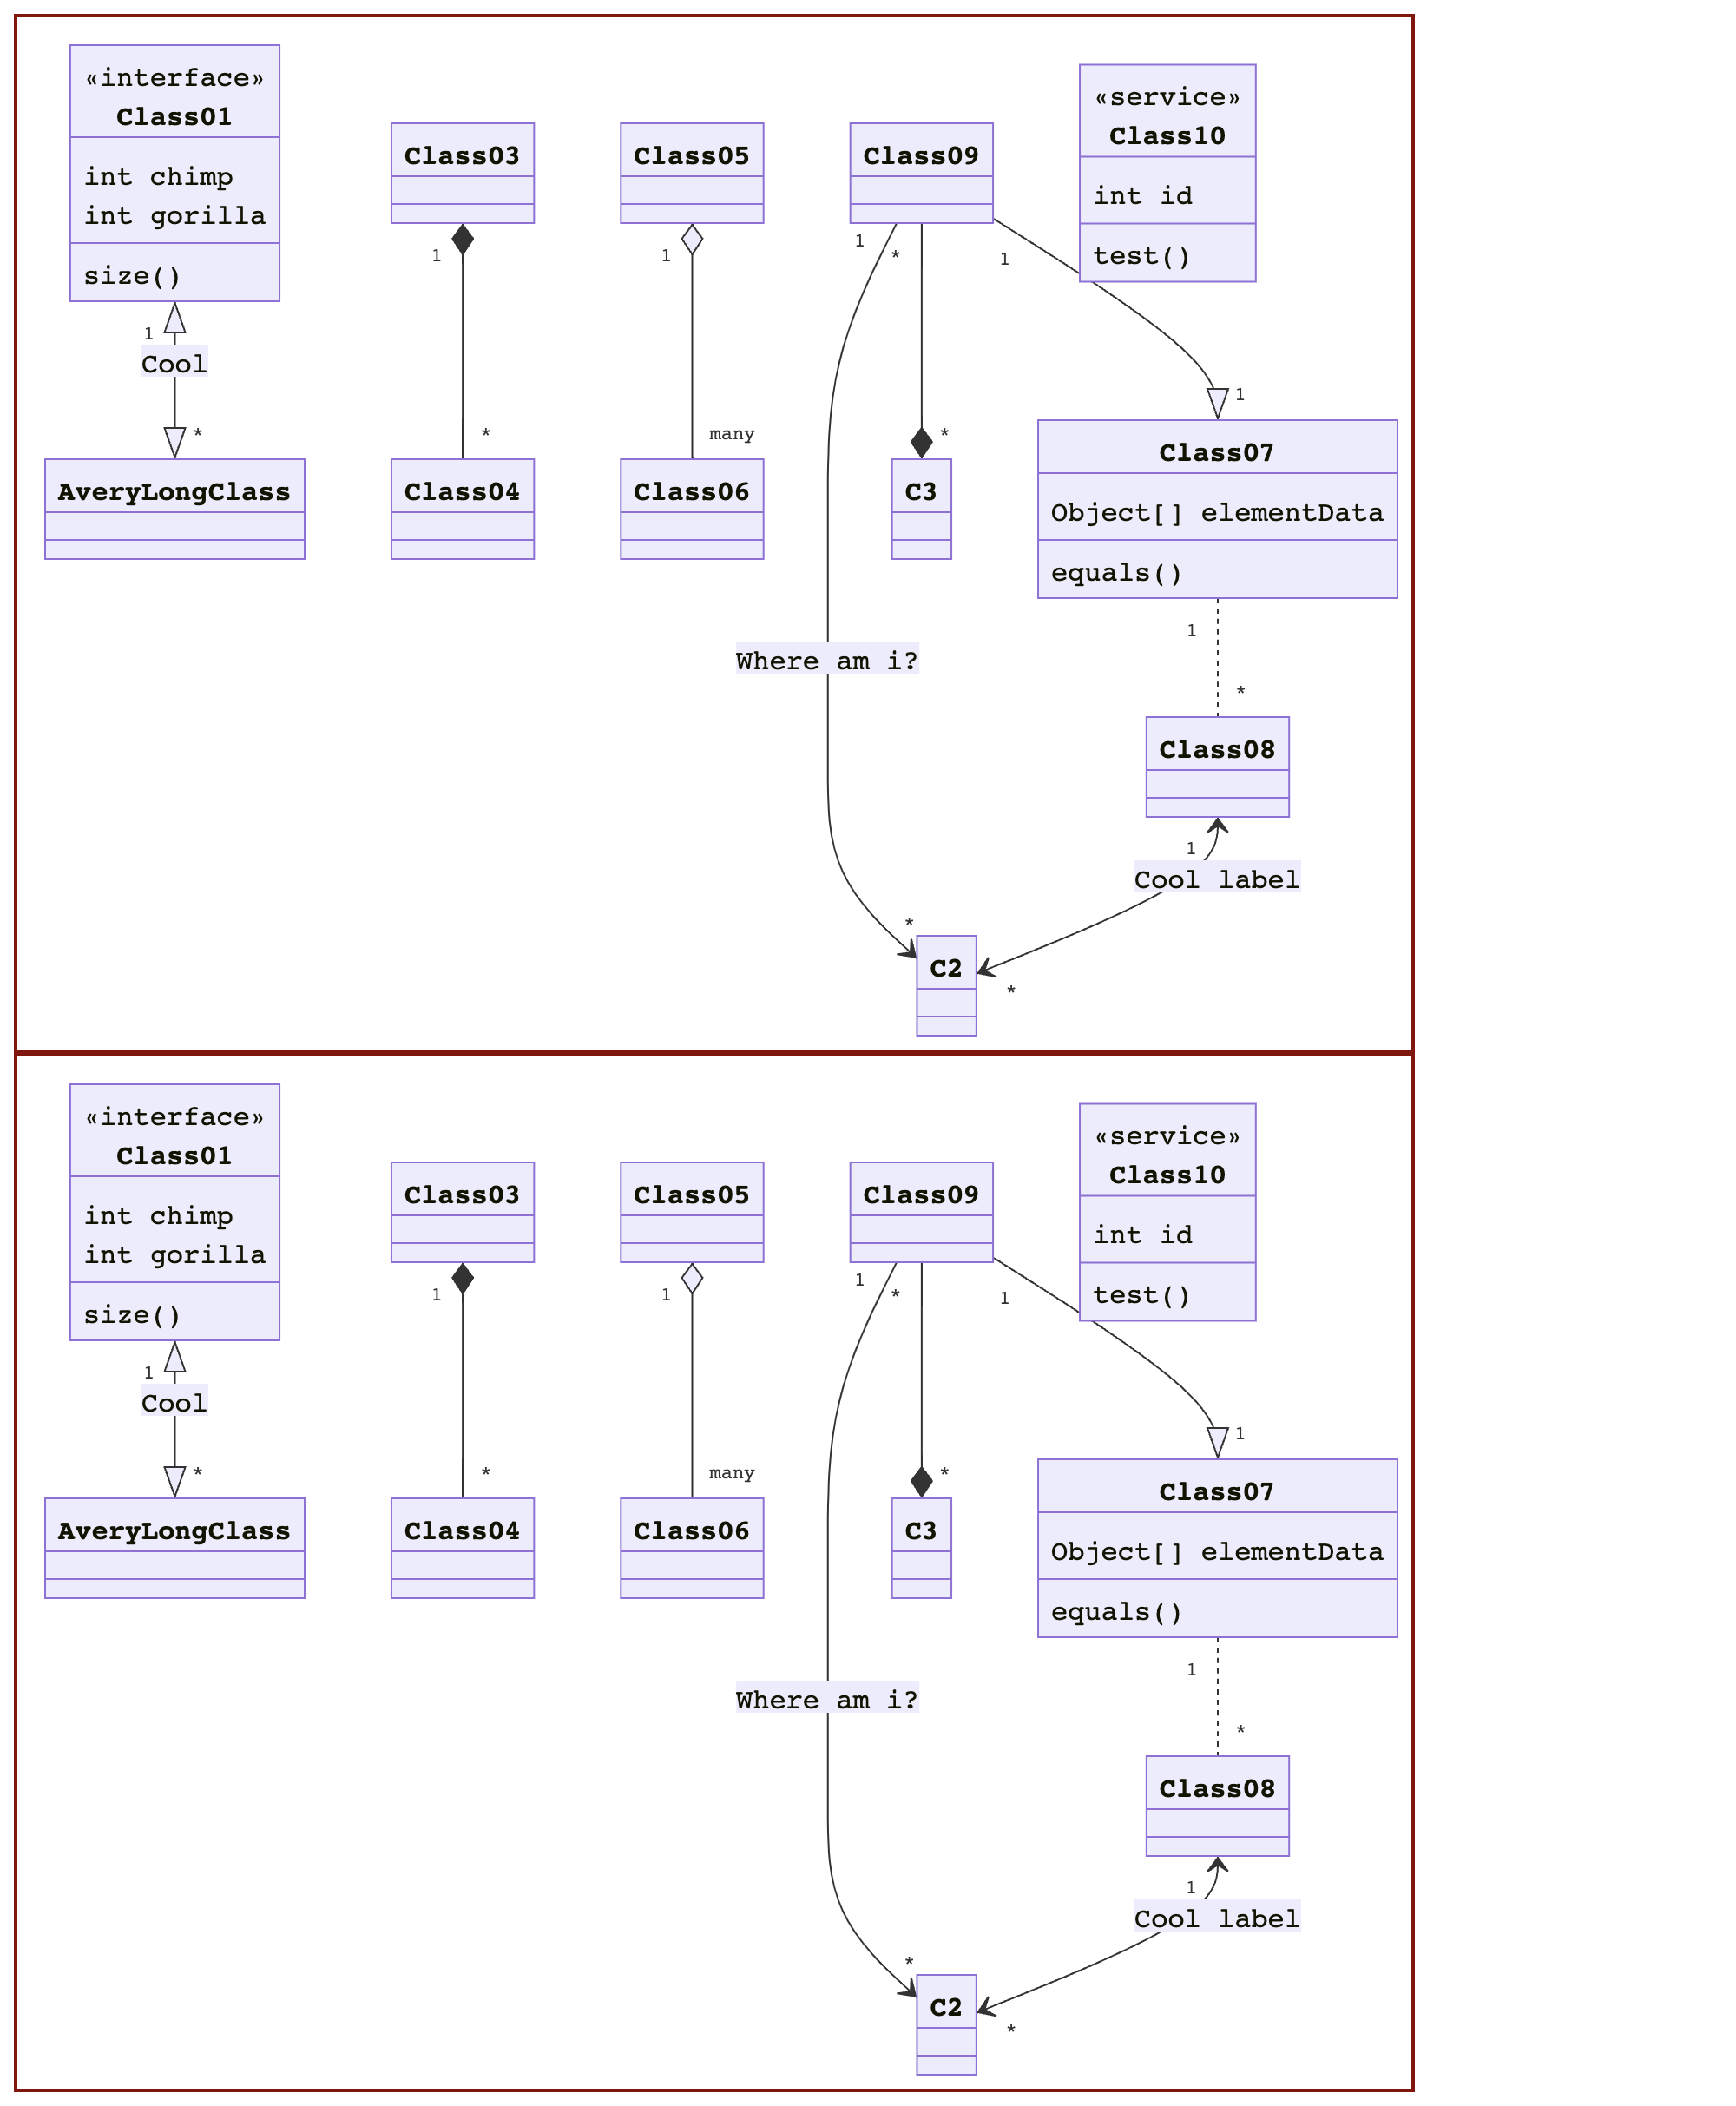 «interface»
Class01
int chimp
int gorilla
size()
Class03
Class05
Class09
«service»
Class10
int id
test()
1
1
1
*
1
1
Cool
*
*
many
*
1
AveryLongClass
Class04
Class06
C3
Class07
Object[] elementData
equals()
1
Where am i?
*
Class08
1
Cool label
*
C2
*
«interface»
Class01
int chimp
int gorilla
size()
Class03
Class05
Class09
«service»
Class10
int id
test()
1
1
1
*
1
1
Cool
*
*
many
*
1
AveryLongClass
Class04
Class06
C3
Class07
Object[] elementData
equals()
1
Where am i?
*
Class08
1
Cool label
*
C2
*